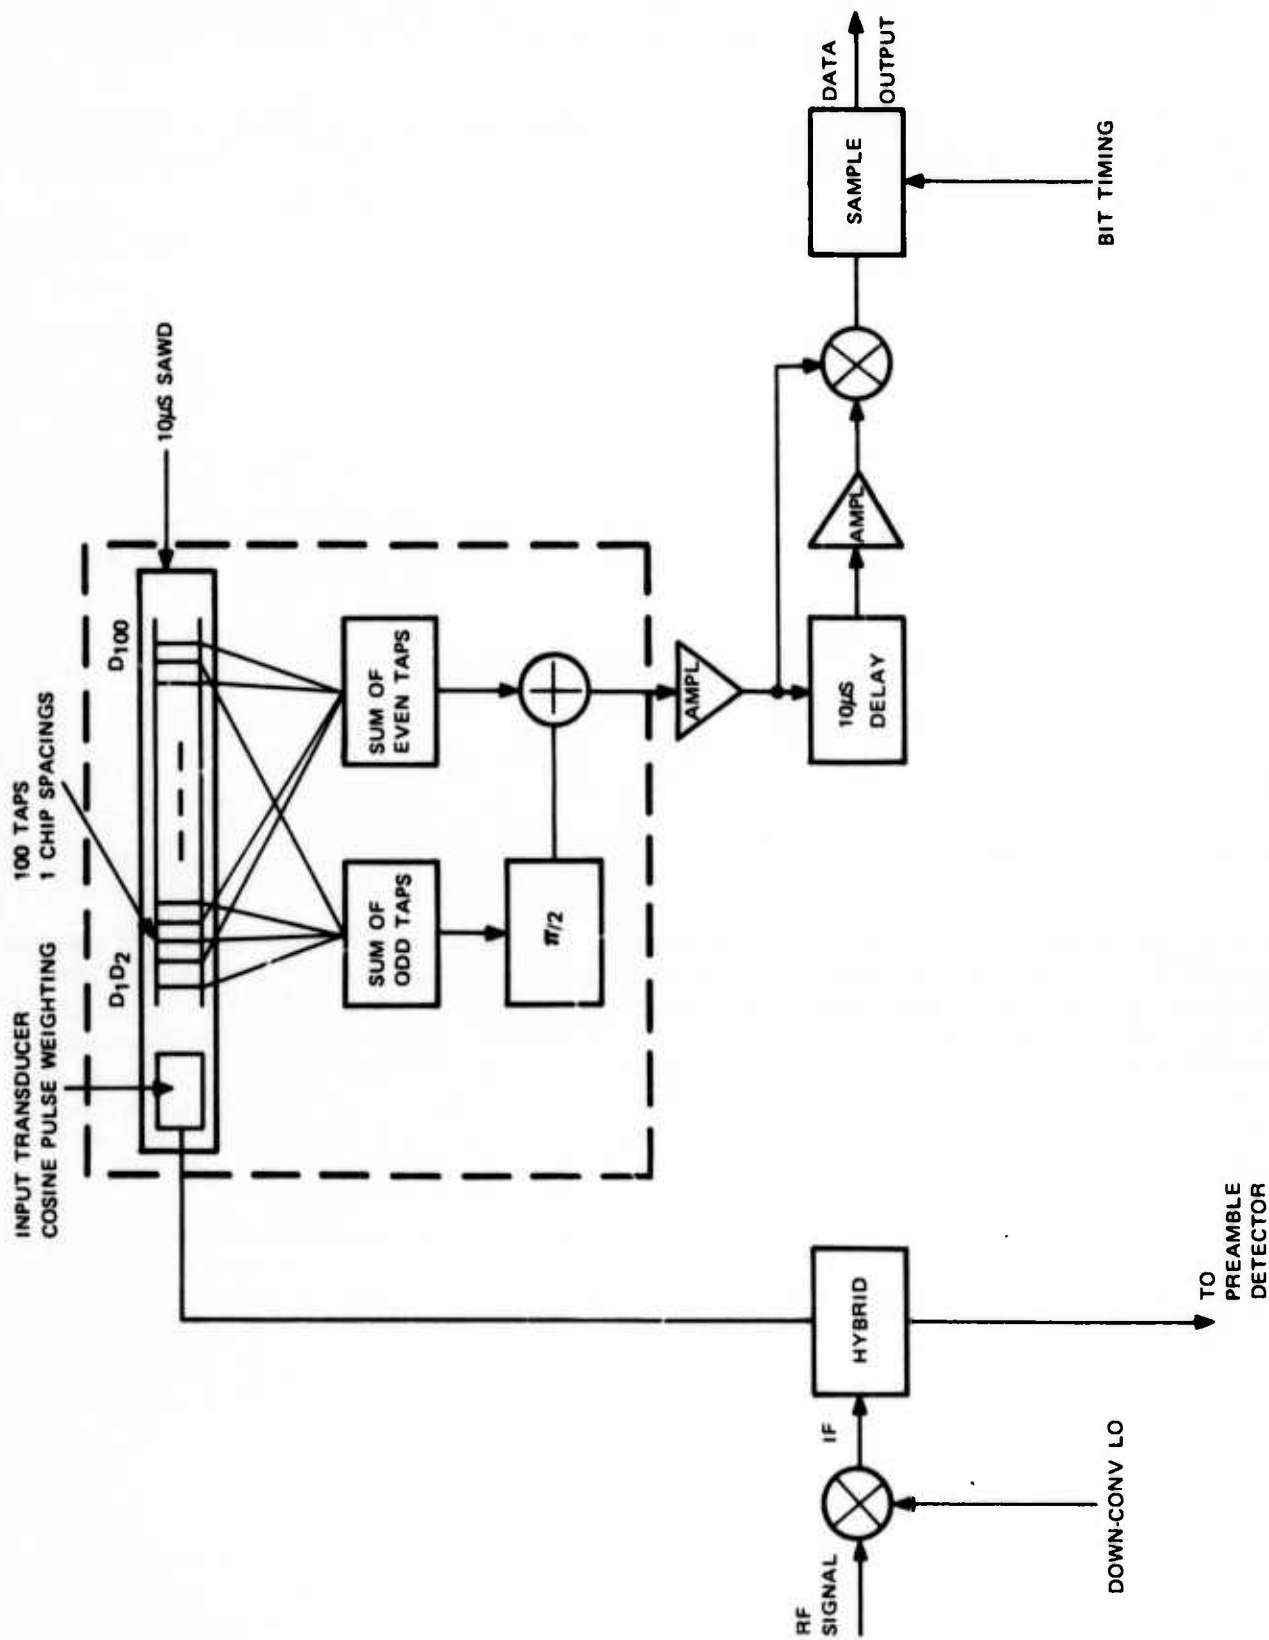 INPUT TRANSDUCER
COSINE PULSE WEIGHTING
100 TAPS
1 CHIP SPACINGS
D1D2
D100
10μS SAWD
SUM OF
ODD TAPS
SUM OF
EVEN TAPS
π/2
AMPL
RF
SIGNAL
IF
DOWN-CONV LO
HYBRID
TO
PREAMBLE
DETECTOR
10μS
DELAY
AMPL
SAMPLE
BIT TIMING
DATA
OUTPUT